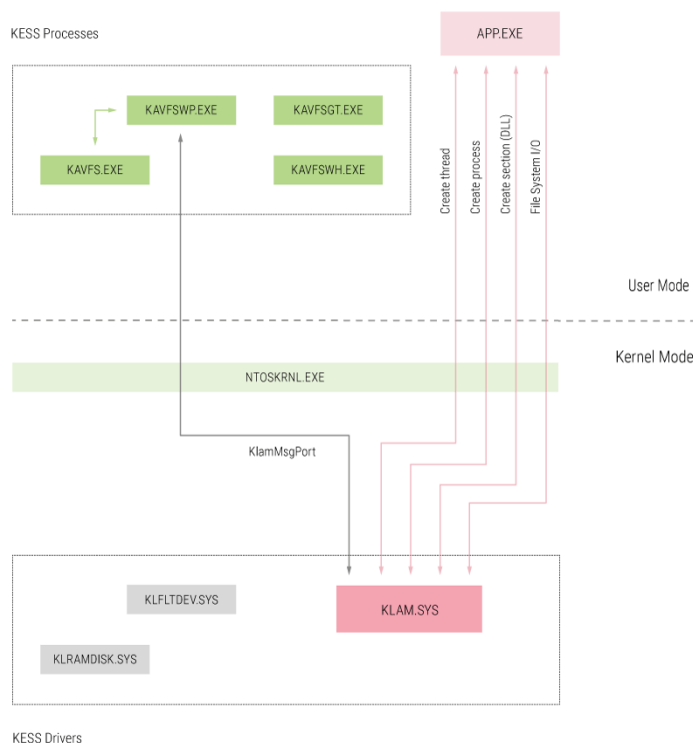 KESS Processes
APP.EXE
KAVFSWP.EXE
KAVFSGT.EXE
KAVFS.EXE
KAVFSWH.EXE
Create thread
Create process
Create section (DLL)
File System I/O
User Mode
Kernel Mode
NTOSKRNL.EXE
KlamMsgPort
KLFLTDEV.SYS
KLAM.SYS
KLRAMDISK.SYS
KESS Drivers